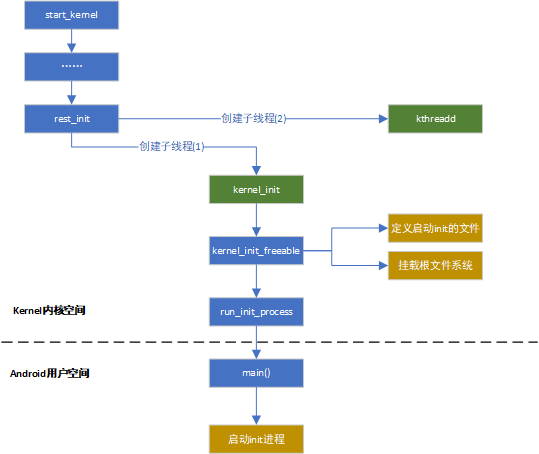 start_kernel
······
rest_init
创建子线程(2)
kthreadd
创建子线程(1)
kernel_init
定义启动init的文件
kernel_init_freeable
挂载根文件系统
Kernel内核空间
run_init_process
Android用户空间
main()
启动init进程